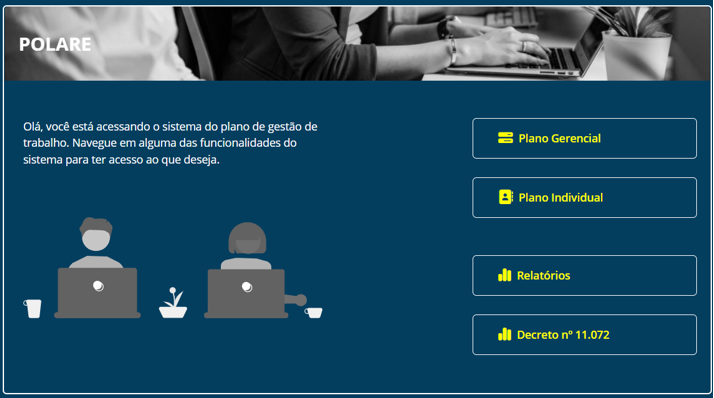 POLARE
Olá, você está acessando o sistema do plano de gestão de
trabalho. Navegue em alguma das funcionalidades do
sistema para ter acesso ao que deseja.
Plano Gerencial
Plano Individual
Relatórios
Decreto nº 11.072